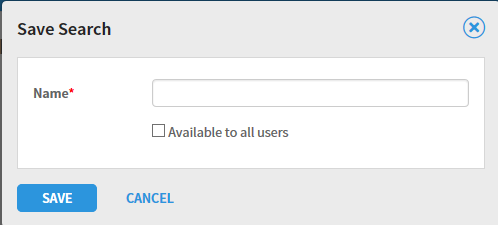 Save Search
Name*
Available to all users
SAVE CANCEL